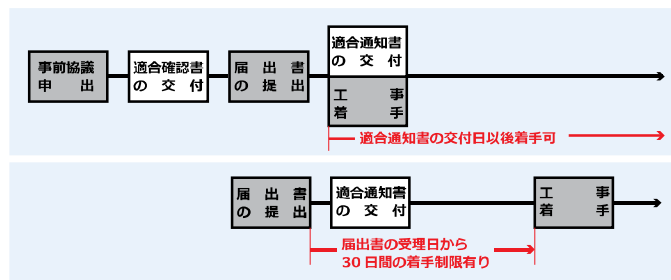 事前協議
申出
適合確認書
の交付
届出書
の提出
適合通知書
の交付
工事
着手
適合通知書の交付日以後着手可
届出書
の提出
適合通知書
の交付
工事
着手
届出書の受理日から
30日間の着手制限有り